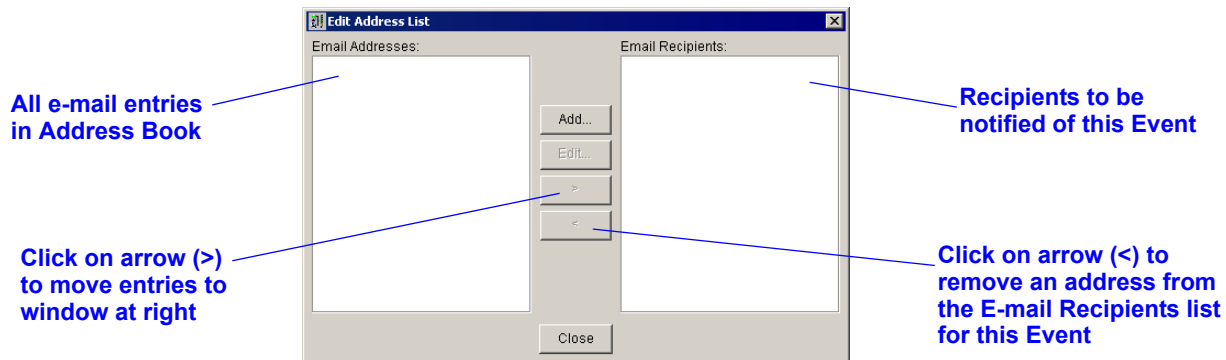 Edit Address List
Email Addresses:
Email Recipients:
All e-mail entries
in Address Book
Recipients to be
notified of this Event
Add...
Edit...
>
<
Click on arrow (>)
to move entries to
window at right
Click on arrow (<) to
remove an address from
the E-mail Recipients list
for this Event
Close